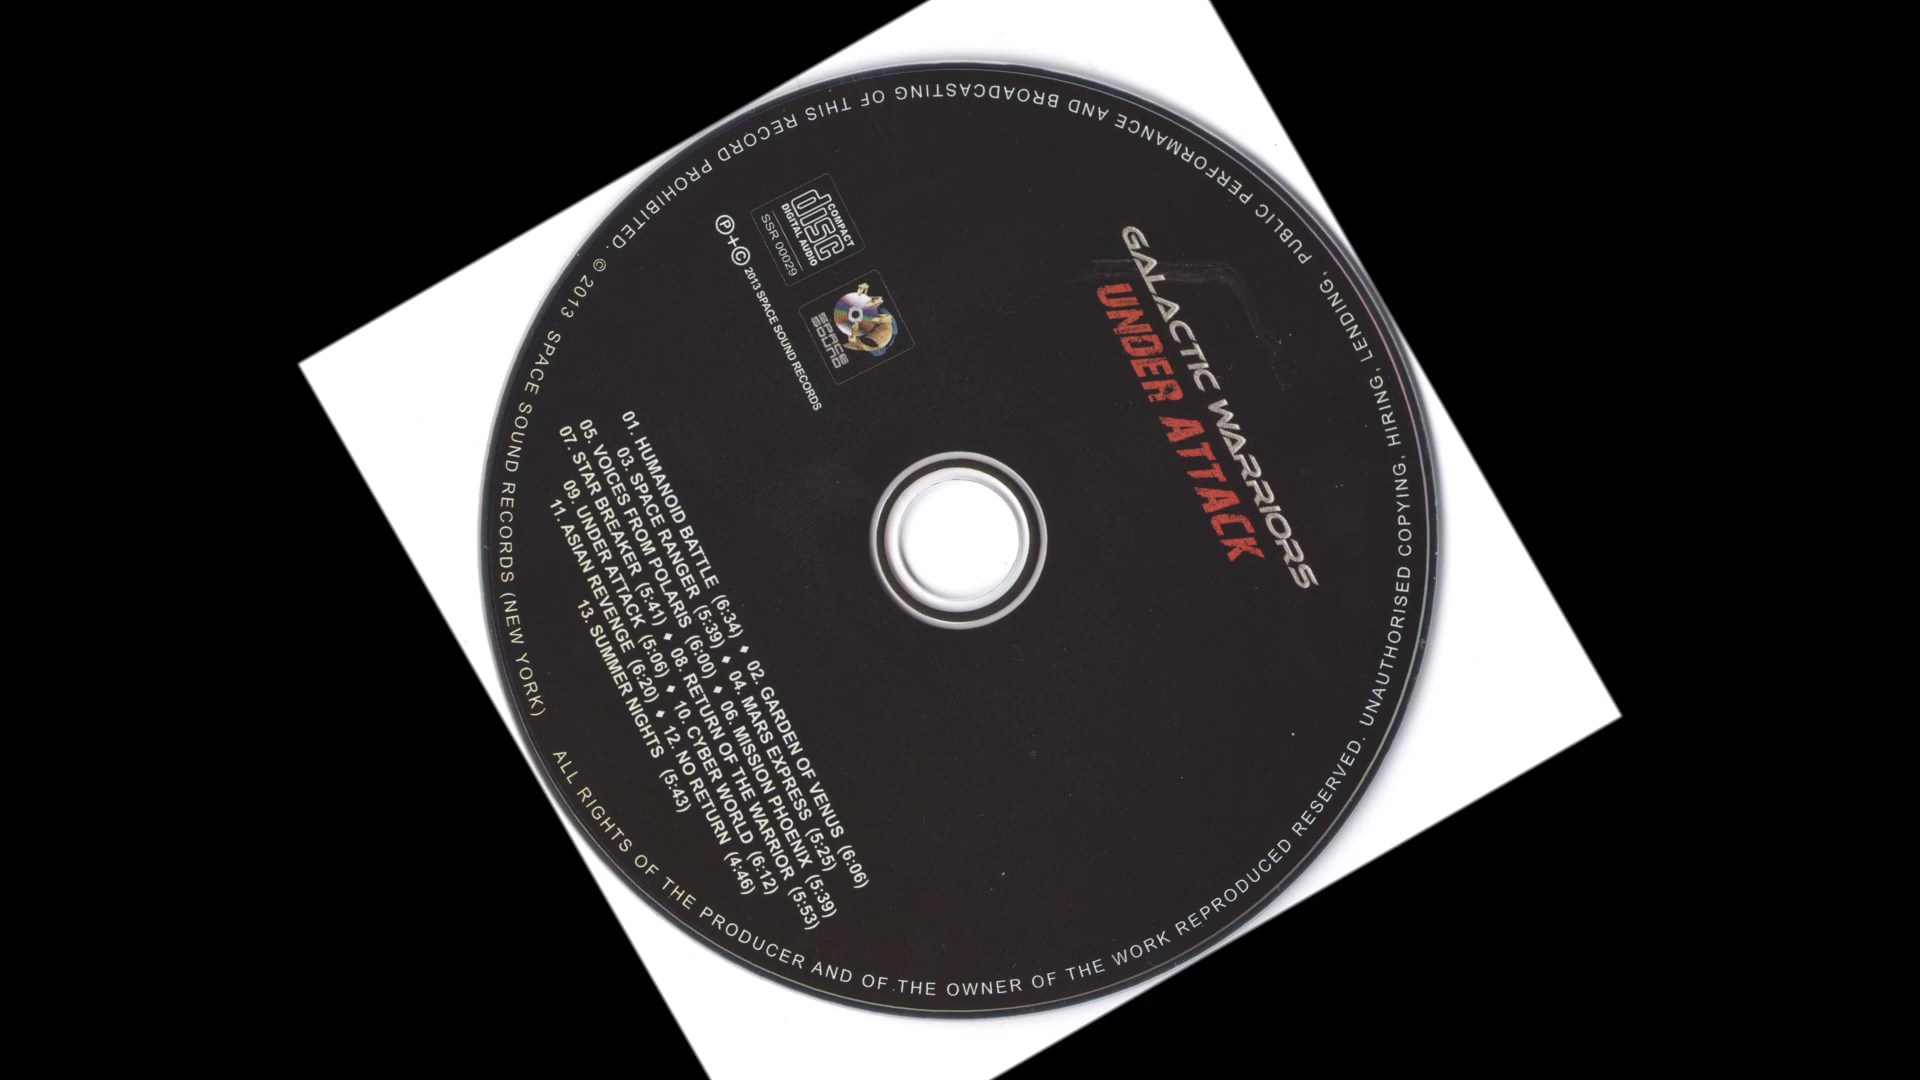 GALACTIC WARRIORS
UNDER ATTACK
COMPACT
disc
DIGITAL AUDIO
SSR 00029
SPACE
SOUND
P+C 2013 SPACE SOUND RECORDS
01. HUMANOID BATTLE (6:34) ♦ 02. GARDEN OF VENUS (6:06)
03. SPACE RANGER (5:39) ♦ 04. MARS EXPRESS (5:25)
05. VOICES FROM POLARIS (6:00) ♦ 06. MISSION PHOENIX (5:39)
07. STAR BREAKER (5:41) ♦ 08. RETURN OF THE WARRIOR (5:53)
09. UNDER ATTACK (5:06) ♦ 10. CYBER WORLD (6:12)
11. ASIAN REVENGE (6:20) ♦ 12. NO RETURN (4:46)
13. SUMMER NIGHTS (5:43)
© 2013 SPACE SOUND RECORDS (NEW YORK) ALL RIGHTS OF THE PRODUCER AND OF THE OWNER OF THE WORK REPRODUCED RESERVED. UNAUTHORISED COPYING, HIRING, LENDING, PUBLIC PERFORMANCE AND BROADCASTING OF THIS RECORD PROHIBITED.